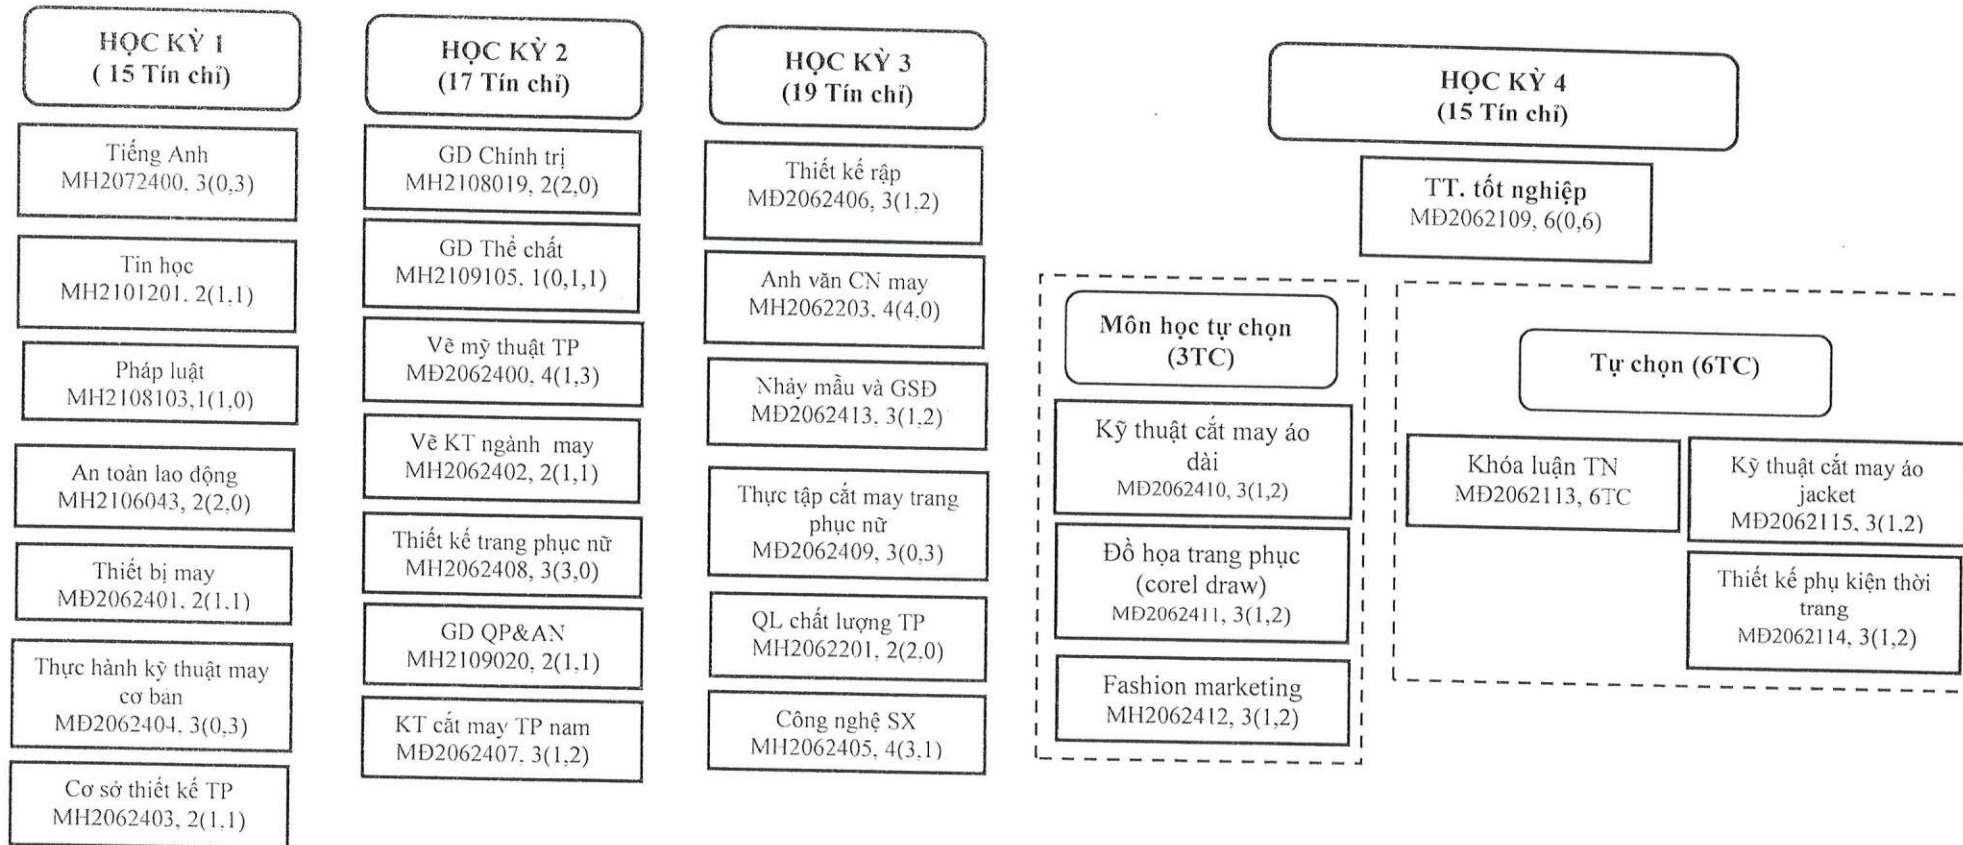 HỌC KỲ 1
( 15 Tín chỉ)
Tiếng Anh
MH2072400. 3(0,3)
Tin học
MH2101201. 2(1,1)
Pháp luật
MH2108103,1(1,0)
An toàn lao động
MH2106043, 2(2,0)
Thiết bị may
MĐ2062401, 2(1,1)
Thực hành kỹ thuật may
cơ bản
MĐ2062404, 3(0,3)
Cơ sở thiết kế TP
MH2062403, 2(1,1)
HỌC KỲ 2
(17 Tín chỉ)
GD Chính trị
MH2108019, 2(2,0)
GD Thể chất
MH2109105. 1(0,1,1)
Vẽ mỹ thuật TP
MĐ2062400, 4(1,3)
Vẽ KT ngành may
MH2062402, 2(1,1)
Thiết kế trang phục nữ
MH2062408, 3(3,0)
GD QP&AN
MH2109020, 2(1,1)
KT cắt may TP nam
MĐ2062407, 3(1,2)
HỌC KỲ 3
(19 Tín chỉ)
Thiết kế rập
MĐ2062406, 3(1,2)
Anh văn CN may
MH2062203, 4(4,0)
Nhảy mẫu và GSĐ
MĐ2062413, 3(1,2)
Thực tập cắt may trang
phục nữ
MĐ2062409, 3(0,3)
QL chất lượng TP
MH2062201, 2(2,0)
Công nghệ SX
MH2062405, 4(3,1)
HỌC KỲ 4
(15 Tín chỉ)
TT. tốt nghiệp
MĐ2062109, 6(0,6)
Môn học tự chọn
(3TC)
Kỹ thuật cắt may áo
dài
MĐ2062410, 3(1,2)
Đồ họa trang phục
(corel draw)
MĐ2062411, 3(1,2)
Fashion marketing
MH2062412, 3(1,2)
Tự chọn (6TC)
Khóa luận TN
MĐ2062113, 6TC
Kỹ thuật cắt may áo
jacket
MĐ2062115, 3(1,2)
Thiết kế phụ kiện thời
trang
MĐ2062114, 3(1,2)